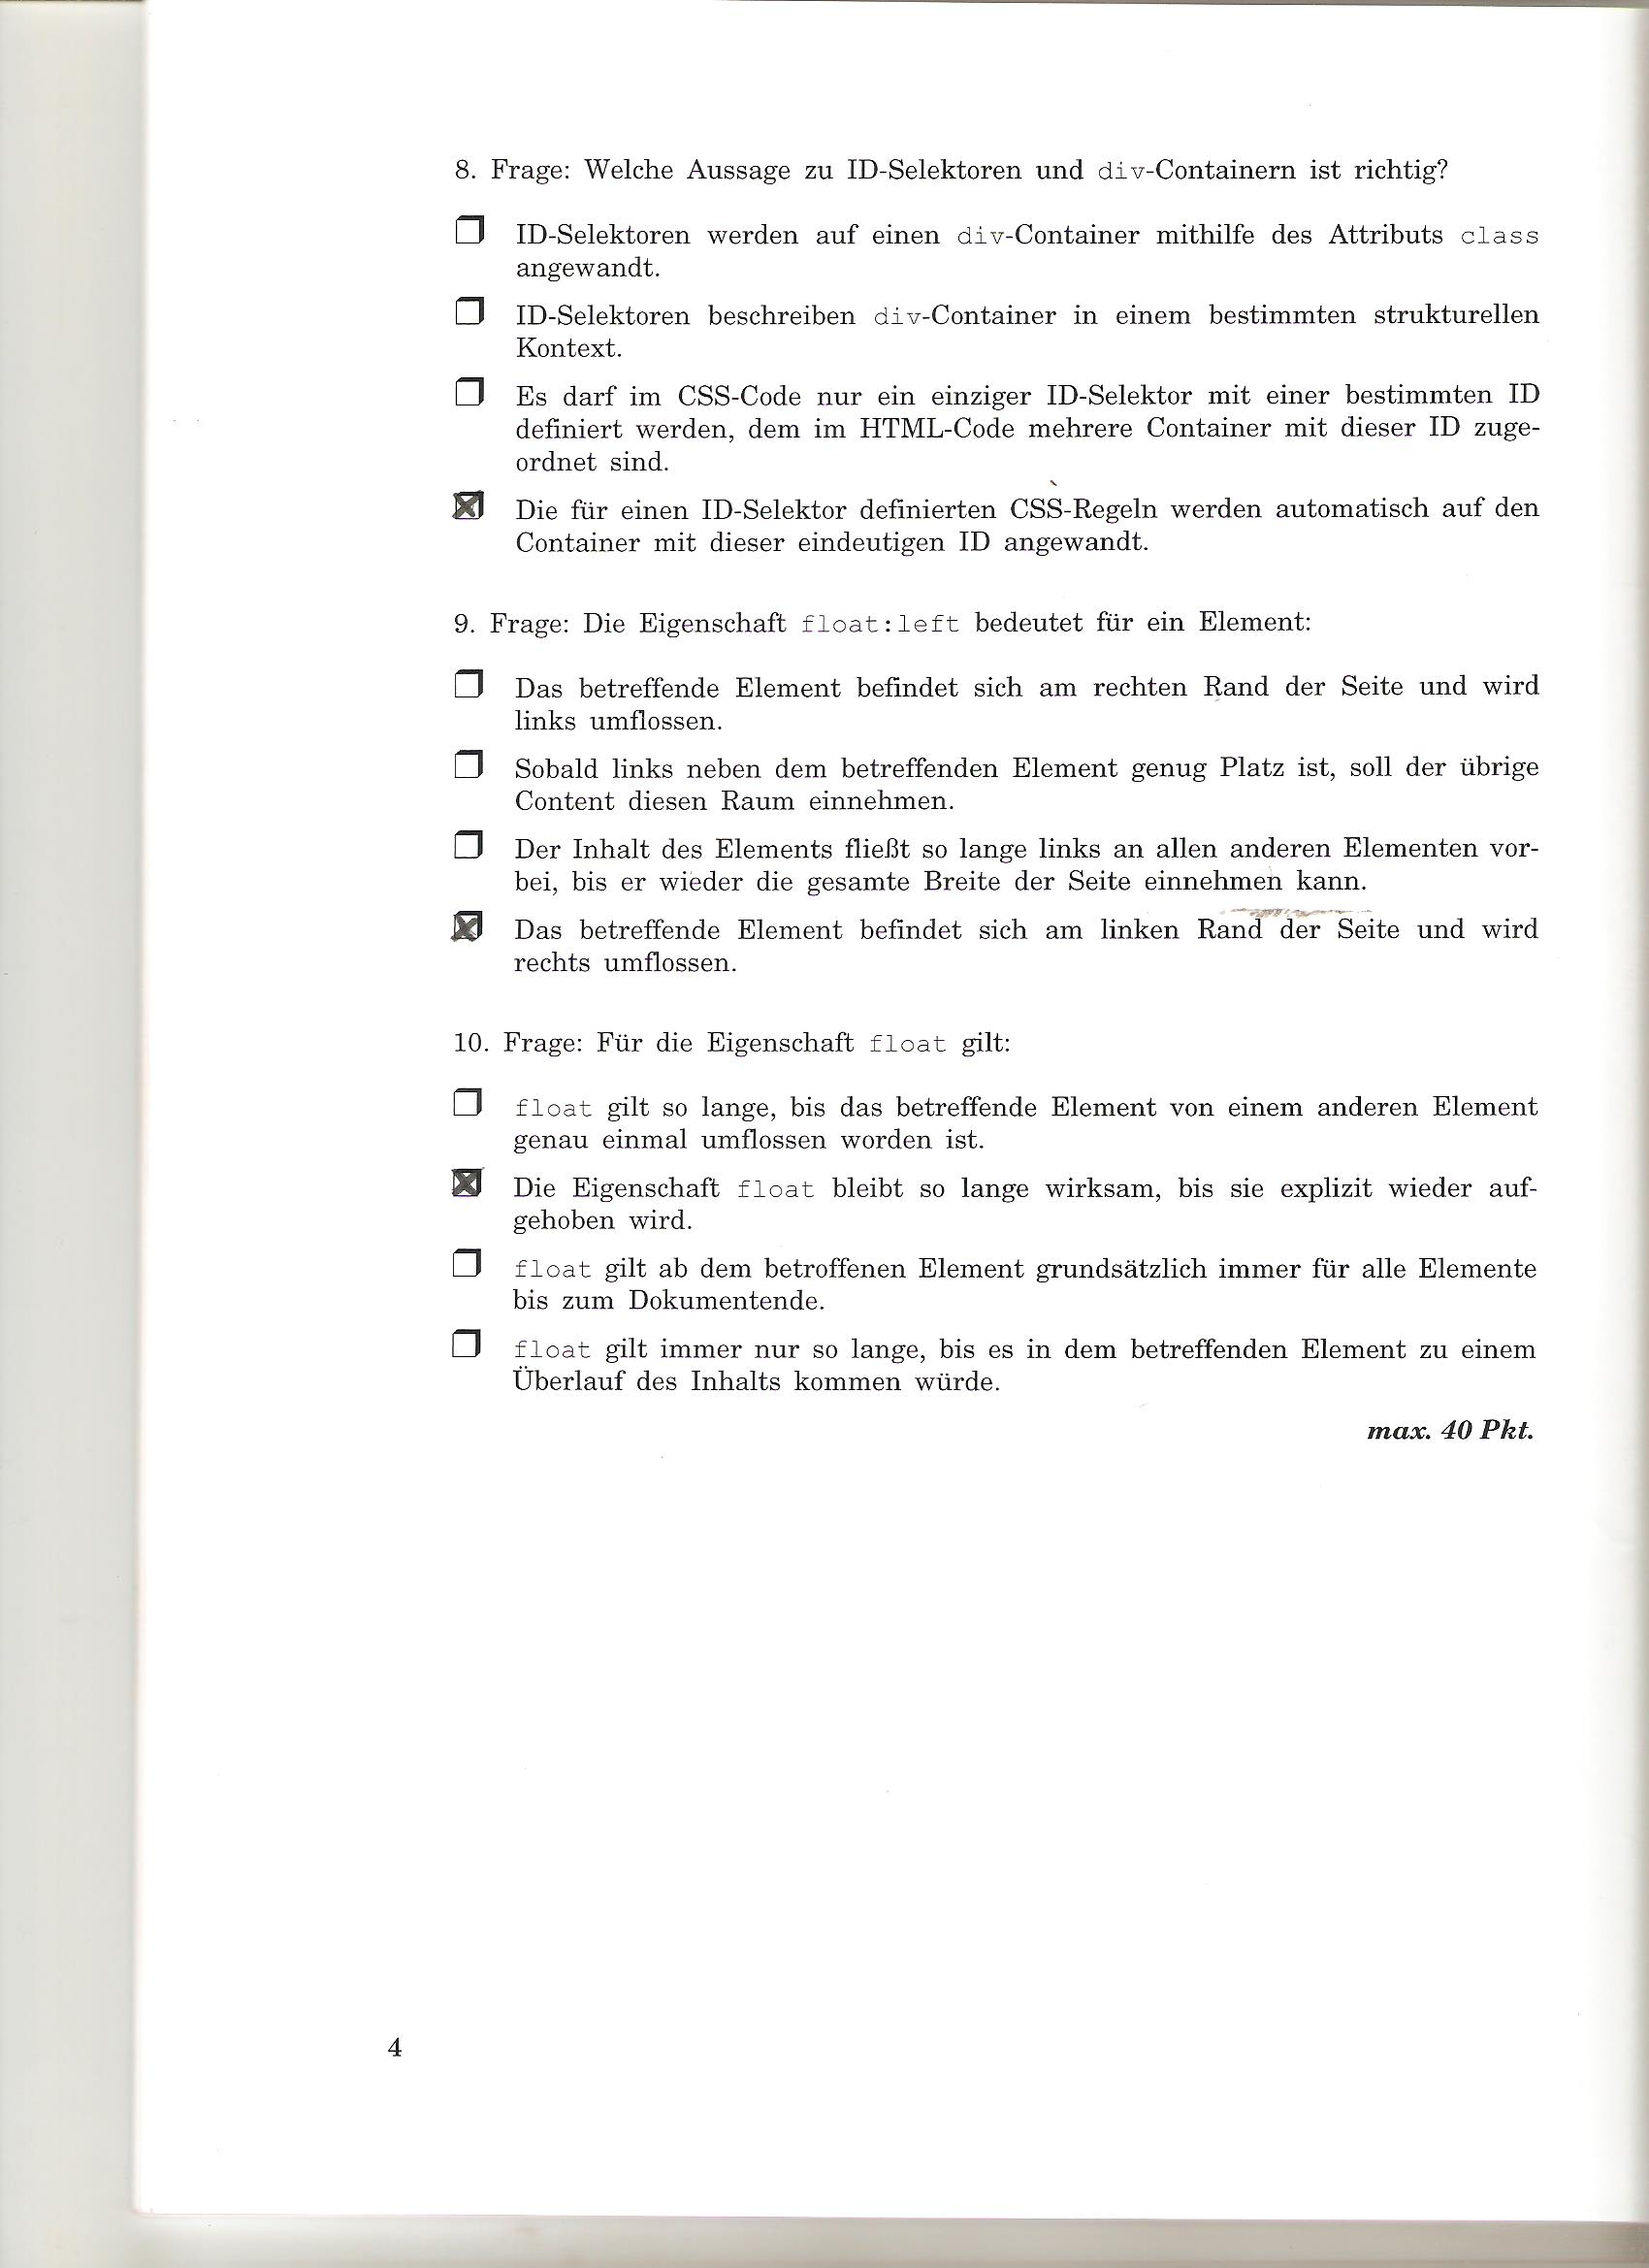 8. Frage: Welche Aussage zu ID-Selektoren und div-Containern ist richtig?
ID-Selektoren werden auf einen div-Container mithilfe des Attributs class
angewandt.
ID-Selektoren beschreiben div-Container in einem bestimmten strukturellen
Kontext.
Es darf im CSS-Code nur ein einziger ID-Selektor mit einer bestimmten ID
definiert werden, dem im HTML-Code mehrere Container mit dieser ID zuge-
ordnet sind.
Die für einen ID-Selektor definierten CSS-Regeln werden automatisch auf den
Container mit dieser eindeutigen ID angewandt.
9. Frage: Die Eigenschaft float:left bedeutet für ein Element:
Das betreffende Element befindet sich am rechten Rand der Seite und wird
links umflossen.
Sobald links neben dem betreffenden Element genug Platz ist, soll der übrige
Content diesen Raum einnehmen.
Der Inhalt des Elements fließt so lange links an allen anderen Elementen vor-
bei, bis er wieder die gesamte Breite der Seite einnehmen kann.
Das betreffende Element befindet sich am linken Rand der Seite und wird
rechts umflossen.
10. Frage: Für die Eigenschaft float gilt:
float gilt so lange, bis das betreffende Element von einem anderen Element
genau einmal umflossen worden ist.
Die Eigenschaft float bleibt so lange wirksam, bis sie explizit wieder auf-
gehoben wird.
float gilt ab dem betroffenen Element grundsätzlich immer für alle Elemente
bis zum Dokumentende.
float gilt immer nur so lange, bis es in dem betreffenden Element zu einem
Überlauf des Inhalts kommen würde.
max. 40 Pkt.
4